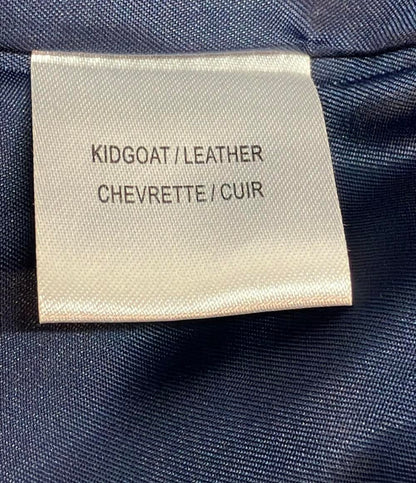 KIDGOAT / LEATHER
CHEVRETTE / CUIR